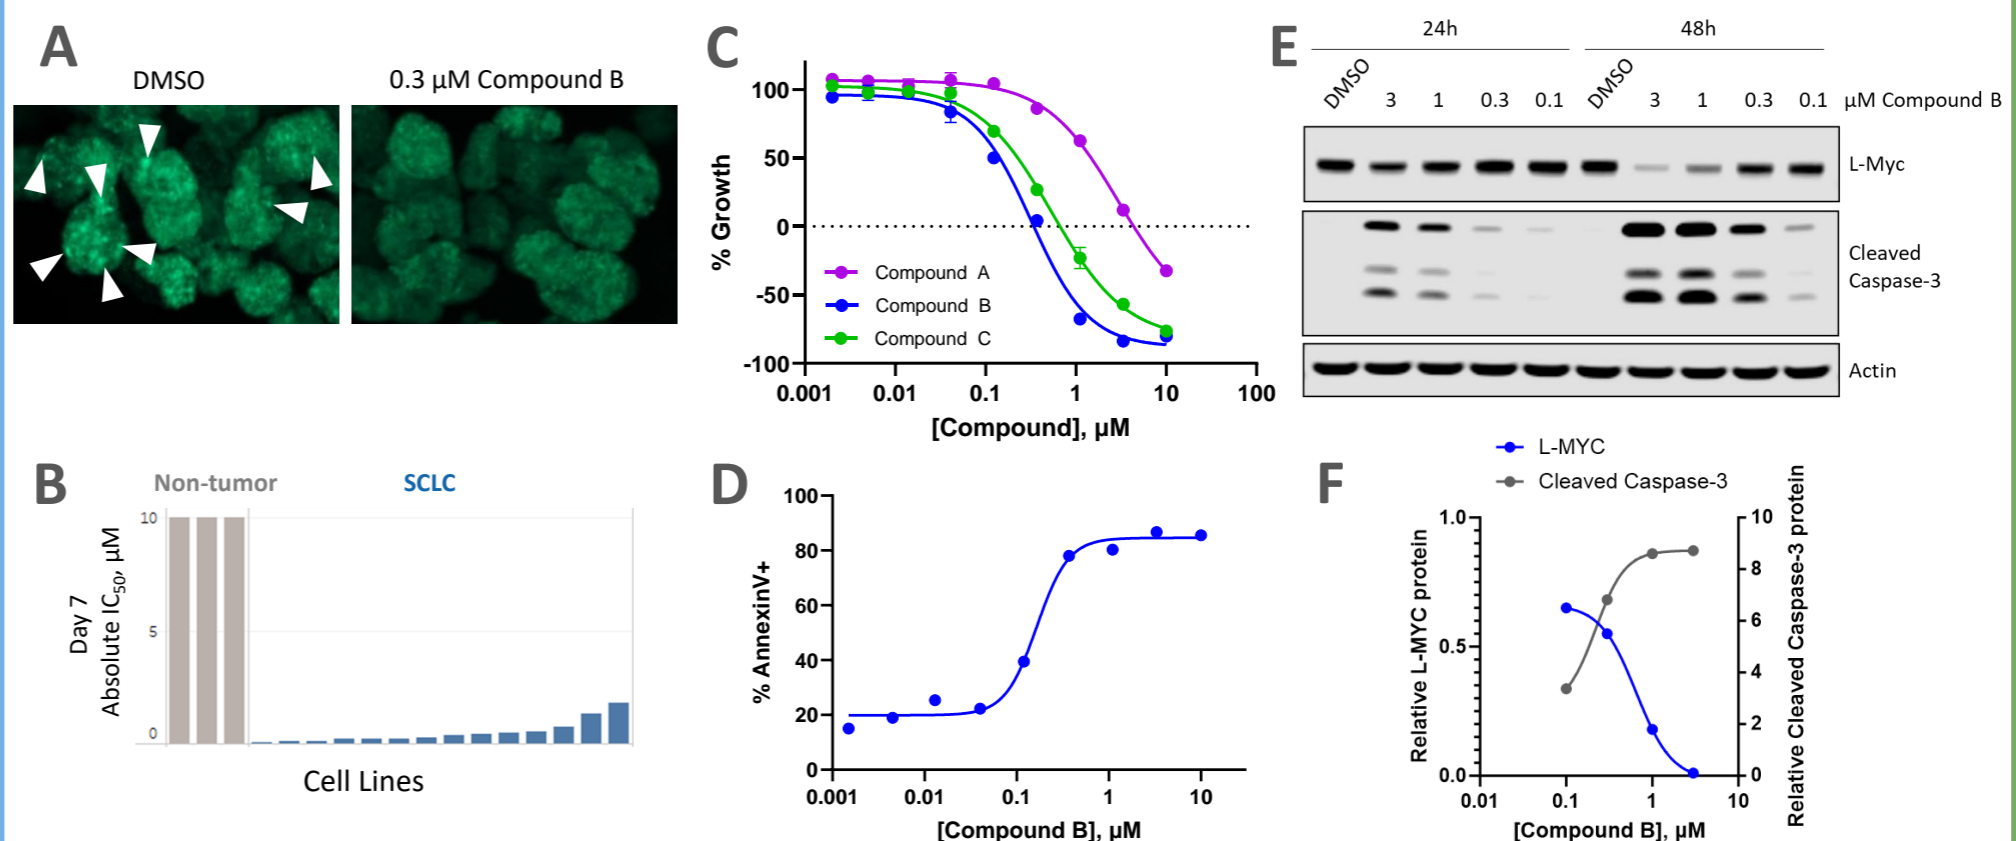 A
DMSO
0.3 µM Compound B
B
Non-tumor
SCLC
Day 7
Absolute IC50, µM
10
5
0
Cell Lines
C
% Growth
100
50
0
-50
-100
Compound A
Compound B
Compound C
0.001 0.01 0.1 1 10 100
[Compound], µM
D
% AnnexinV+
100
80
60
40
20
0
0.001 0.01 0.1 1 10
[Compound B], µM
E
24h 48h
DMSO 3 1 0.3 0.1 DMSO 3 1 0.3 0.1 µM Compound B
L-Myc
Cleaved
Caspase-3
Actin
F
L-MYC
Cleaved Caspase-3
Relative L-MYC protein
1.0
0.5
0.0
10
8
6
4
2
0
Relative Cleaved Caspase-3 protein
0.01 0.1 1 10
[Compound B], µM